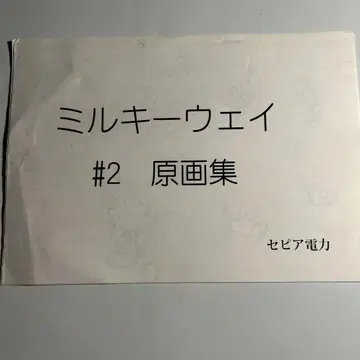 ミルキーウェイ
#2 原画集
セピア電力